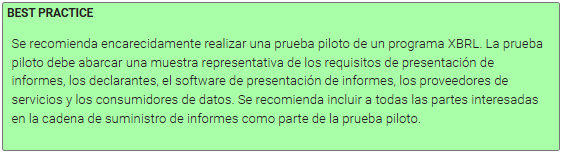 BEST PRACTICE
Se recomienda encarecidamente realizar una prueba piloto de un programa XBRL. La prueba
piloto debe abarcar una muestra representativa de los requisitos de presentación de
informes, los declarantes, el software de presentación de informes, los proveedores de
servicios y los consumidores de datos. Se recomienda incluir a todas las partes interesadas
en la cadena de suministro de informes como parte de la prueba piloto.